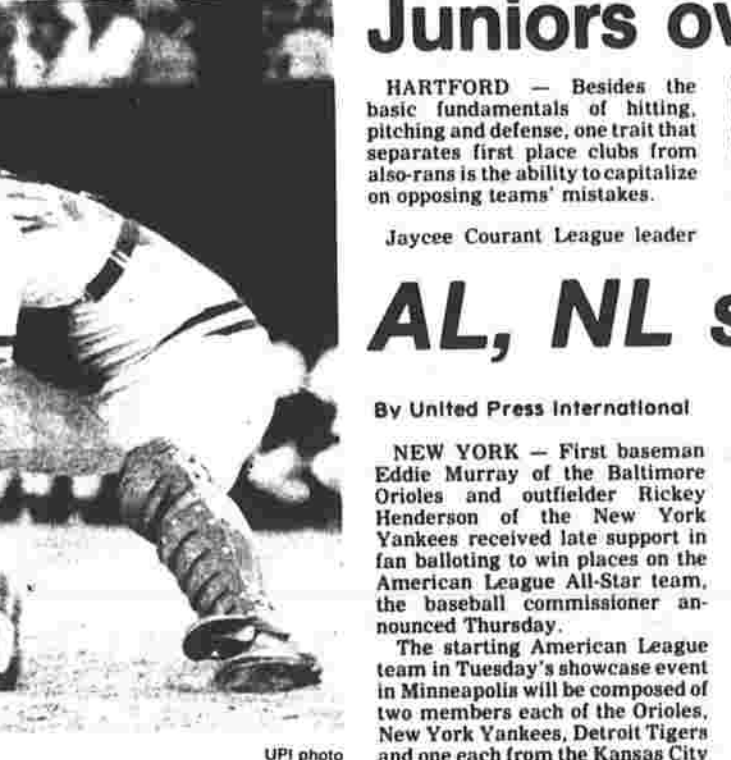 Juniors
HARTFORD — Besides the
basic fundamentals of hitting,
pitching and defense, one trait that
separates first place clubs from
also-rans is the ability to capitalize
on opposing teams' mistakes.
Jaycee Courant League leader
AL, NL
By United Press International
NEW YORK — First baseman
Eddie Murray of the Baltimore
Orioles and outfielder Rickey
Henderson of the New York
Yankees received late support in
fan balloting to win places on the
American League All-Star team,
the baseball commissioner an-
nounced Thursday.
The starting American League
team in Tuesday's showcase event
in Minneapolis will be composed of
two members each of the Orioles,
New York Yankees, Detroit Tigers
and one each from the Kansas City
UPI photo